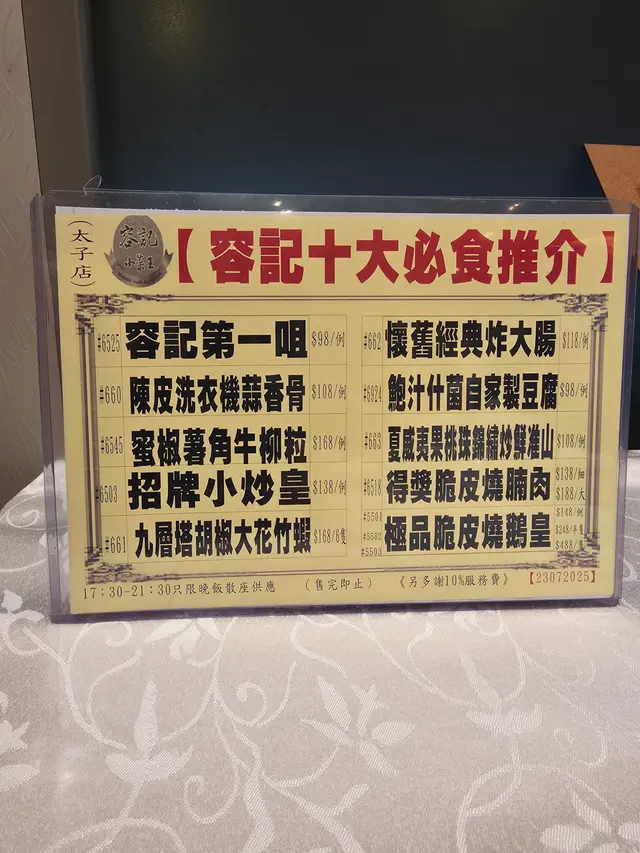 (太子店)
容記
小菜王
【容記十大必食推介】
#6525 容記第一咀 $98/例
#660 陳皮洗衣機蒜香骨 $108/例
#6545 蜜椒薯角牛柳粒 $168/例
#6503 招牌小炒皇 $138/例
#661 九層塔胡椒大花竹蝦 $168/6隻
#662 懷舊經典炸大腸 $118/例
#6924 鮑汁什菌自家製豆腐 $98/例
#663 夏威夷果桃珠錦繡炒鮮淮山 $108/例
#6518 得獎脆皮燒腩肉 $138/細
$188/大
#5501 $148/例
#5502 極品脆皮燒鵝皇 $248/半隻
#5503 $488/隻
17:30-21:30只限晚飯散座供應 (售完即止) 《另多謝10%服務費》 【23072025】